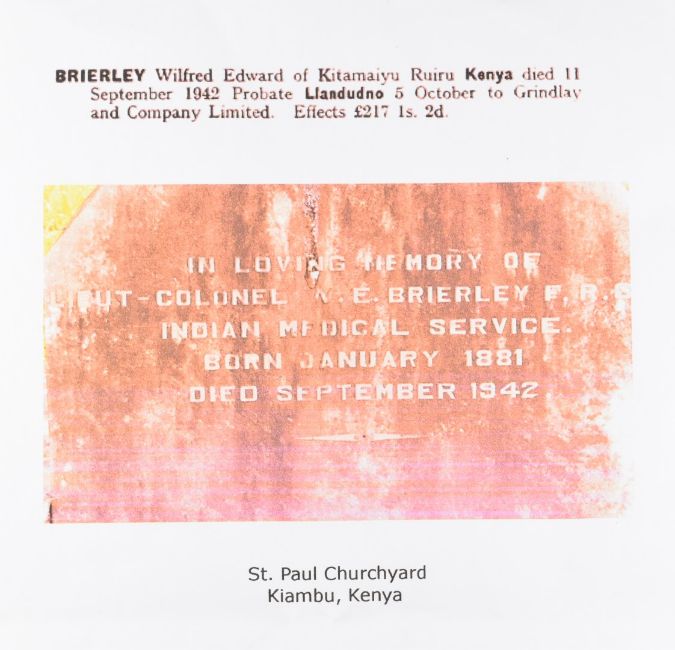 BRIERLEY Wilfred Edward of Kitamaiyu Ruiru Kenya died 11
September 1942 Probate Llandudno 5 October to Grindlay
and Company Limited. Effects £217 1s. 2d.
IN LOVING MEMORY OF
LIEUT-COLONEL W. E. BRIERLEY F.R.C
INDIAN MEDICAL SERVICE.
BORN JANUARY 1881
DIED SEPTEMBER 1942.
St. Paul Churchyard
Kiambu, Kenya